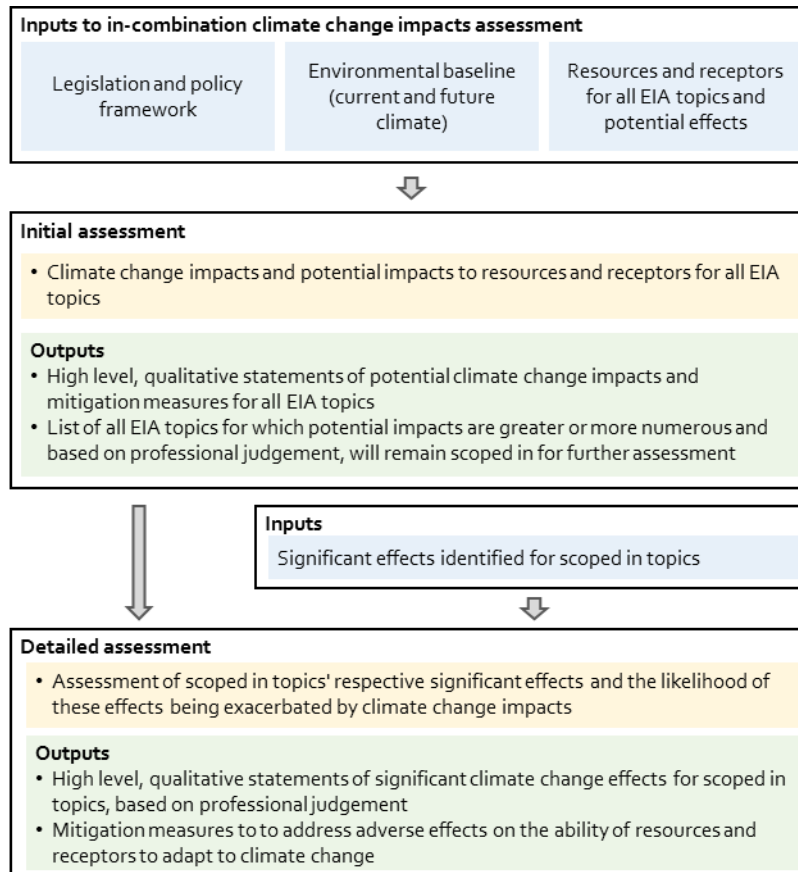 Inputs to in-combination climate change impacts assessment
Legislation and policy
framework
Environmental baseline
(current and future
climate)
Resources and receptors
for all EIA topics and
potential effects
Initial assessment
• Climate change impacts and potential impacts to resources and receptors for all EIA
topics
Outputs
• High level, qualitative statements of potential climate change impacts and
mitigation measures for all EIA topics
• List of all EIA topics for which potential impacts are greater or more numerous and
based on professional judgement, will remain scoped in for further assessment
Inputs
Significant effects identified for scoped in topics
Detailed assessment
• Assessment of scoped in topics' respective significant effects and the likelihood of
these effects being exacerbated by climate change impacts
Outputs
• High level, qualitative statements of significant climate change effects for scoped in
topics, based on professional judgement
• Mitigation measures to to address adverse effects on the ability of resources and
receptors to adapt to climate change